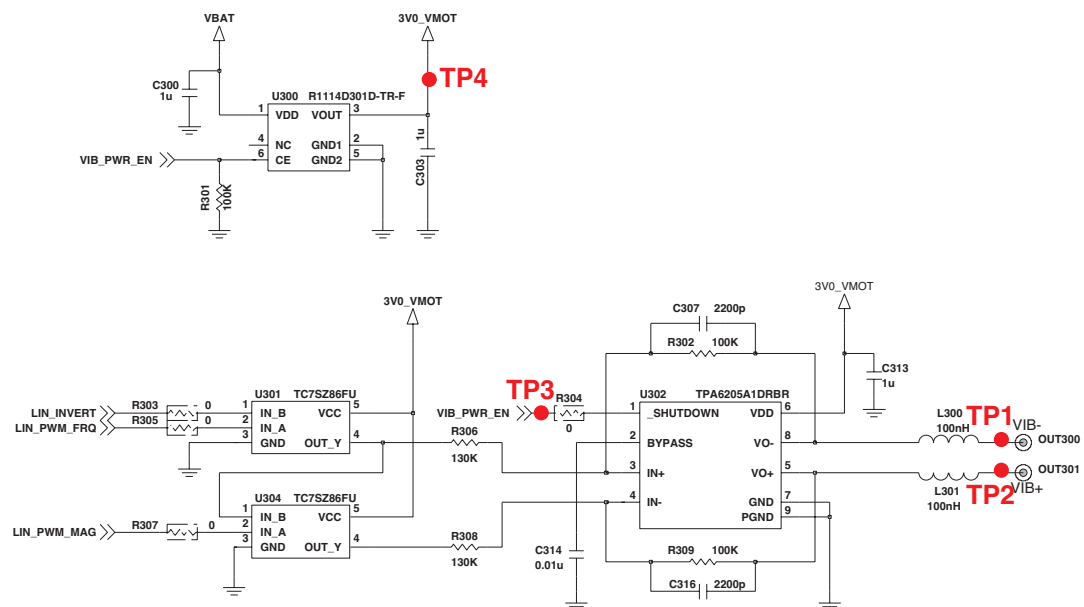 VBAT
3V0_VMOT
TP4
C300
1u
U300 R1114D301D-TR-F
1 VDD VOUT 3
4 NC GND1 2
6 CE GND2 5
VIB_PWR_EN
R301
100K
1u
C303
3V0_VMOT
U301 TC7SZ86FU
LIN_INVERT R303 0 1 IN_B VCC 5
LIN_PWM_FRQ R305 0 2 IN_A
3 GND OUT_Y 4
R306
130K
U304 TC7SZ86FU
1 IN_B VCC 5
LIN_PWM_MAG R307 0 2 IN_A
3 GND OUT_Y 4
R308
130K
3V0_VMOT
C307 2200p
R302 100K
C313
1u
TP3
VIB_PWR_EN
R304
0
U302 TPA6205A1DRBR
1 _SHUTDOWN VDD 6
2 BYPASS VO- 8
3 IN+ VO+ 5
4 IN- GND 7
PGND 9
L300
100nH
TP1
VIB-
OUT300
L301
100nH
TP2
VIB+
OUT301
C314
0.01u
R309 100K
C316 2200p